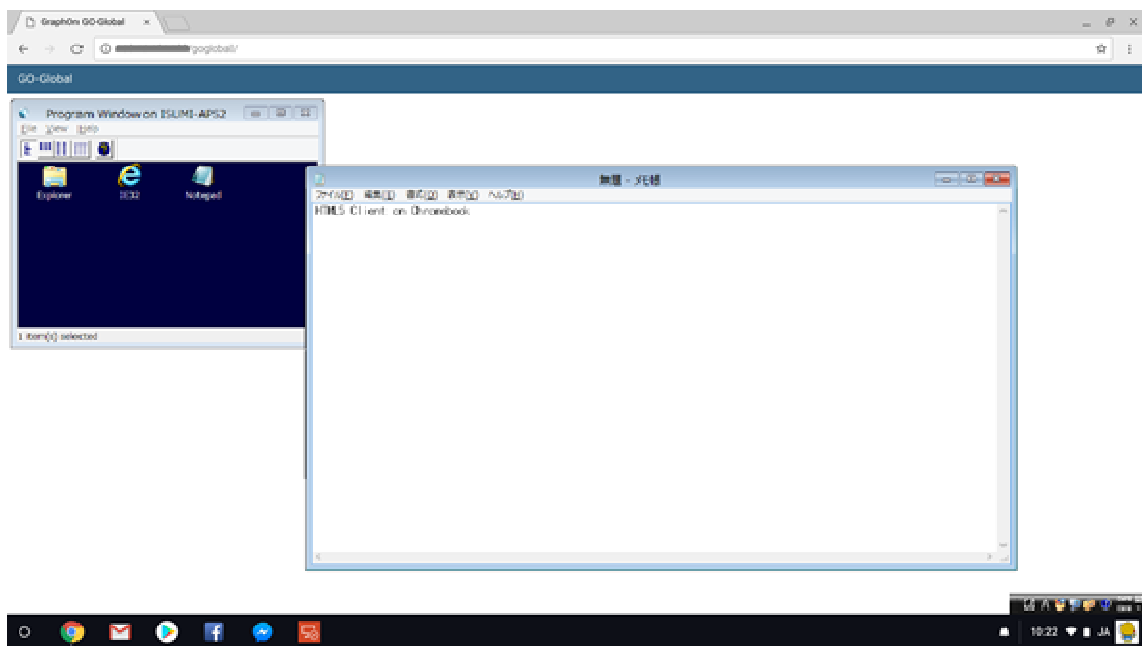 GraphOn GO-Global
/goglobal/
GO-Global
Program Window on ISUMI-APS2
File View Help
Explorer
IE32
Notepad
1 item(s) selected
無題 - メモ帳
ファイル(F) 編集(E) 書式(O) 表示(V) ヘルプ(H)
HTML5 Client on Chromebook
10:22
JA